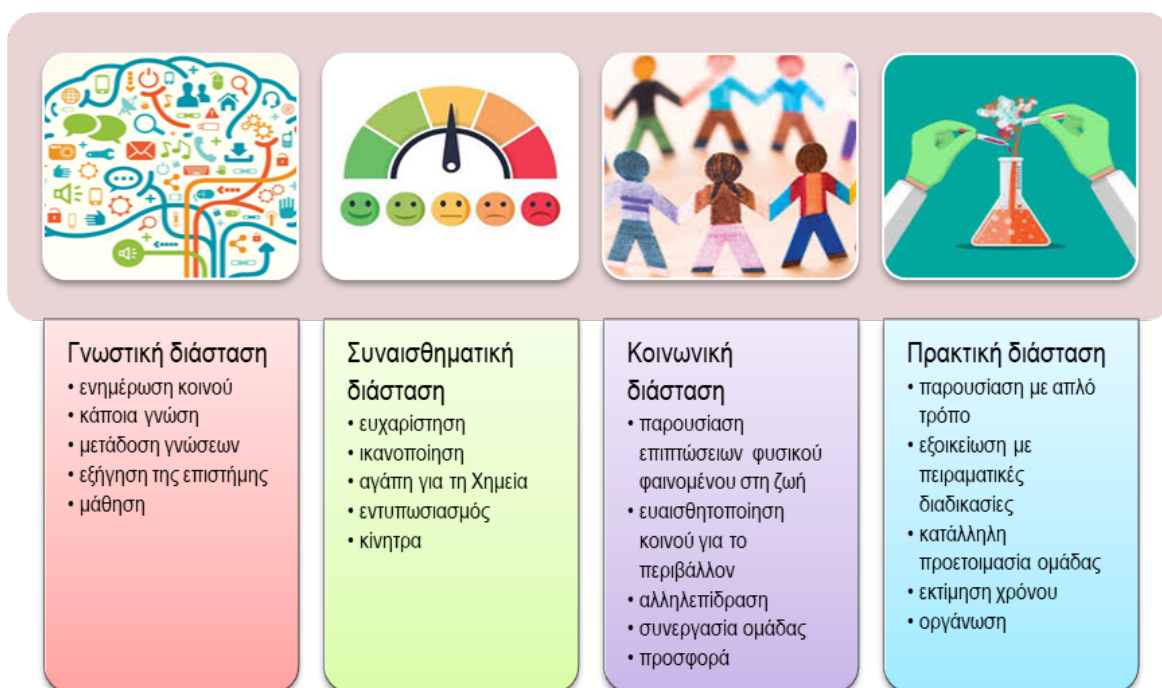 Γνωστική διάσταση
• ενημέρωση κοινού
• κάποια γνώση
• μετάδοση γνώσεων
• εξήγηση της επιστήμης
• μάθηση
Συναισθηματική
διάσταση
• ευχαρίστηση
• ικανοποίηση
• αγάπη για τη Χημεία
• εντυπωσιασμός
• κίνητρα
Κοινωνική
διάσταση
• παρουσίαση
επιπτώσεων φυσικού
φαινομένου στη ζωή
• ευαισθητοποίηση
κοινού για το
περιβάλλον
• αλληλεπίδραση
• συνεργασία ομάδας
• προσφορά
Πρακτική διάσταση
• παρουσίαση με απλό
τρόπο
• εξοικείωση με
πειραματικές
διαδικασίες
• κατάλληλη
προετοιμασία ομάδας
• εκτίμηση χρόνου
• οργάνωση